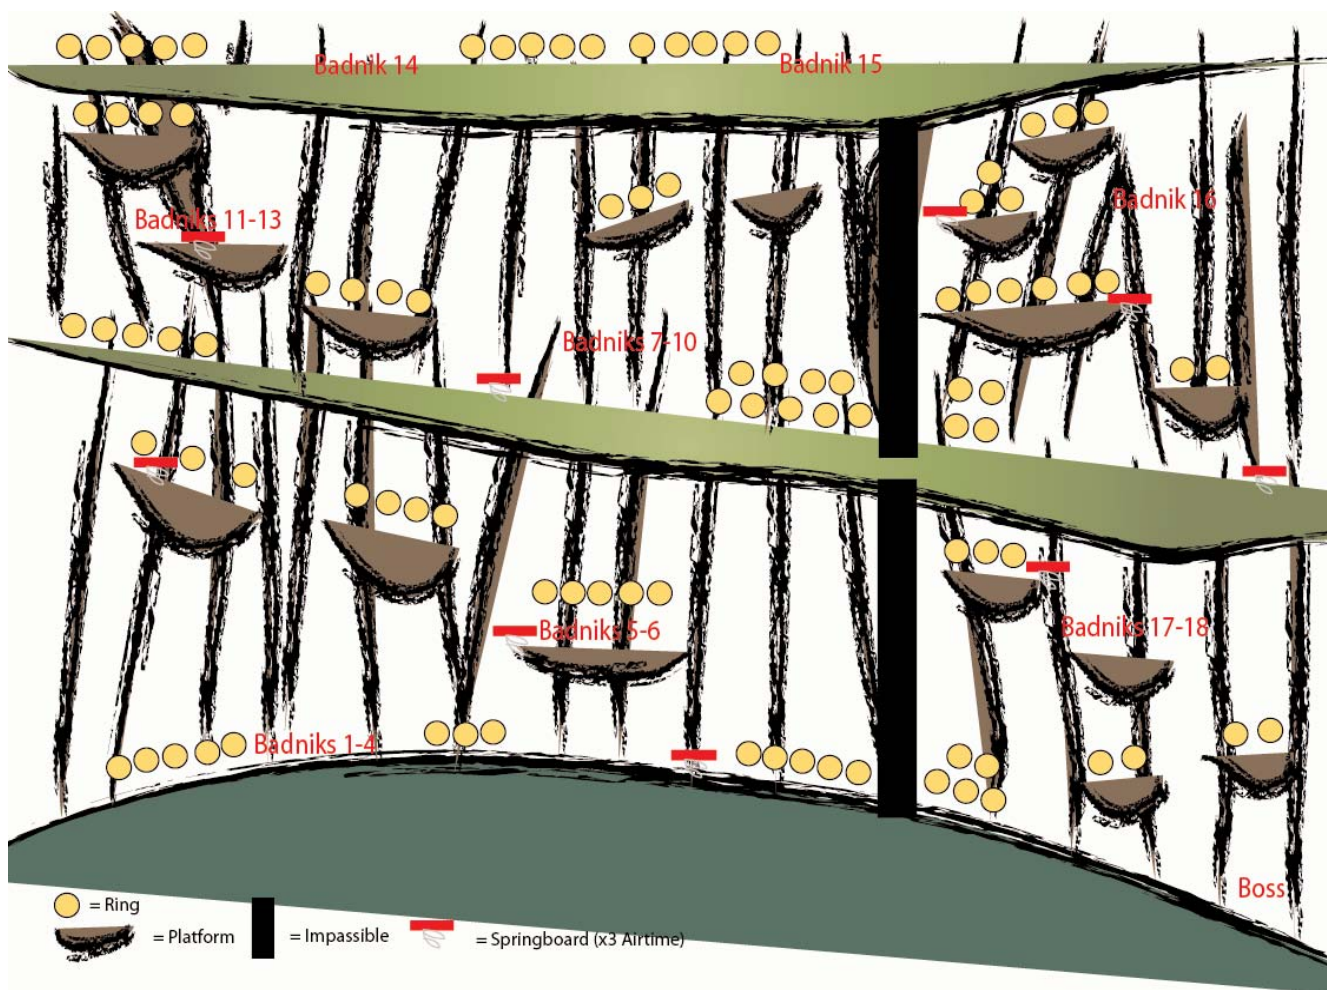 Badnik 14
Badnik 15
Badniks 11-13
Badnik 16
Badniks 7-10
Badniks 5-6
Badniks 17-18
Badniks 1-4
Boss
= Ring
= Platform
= Impassible
= Springboard (x3 Airtime)